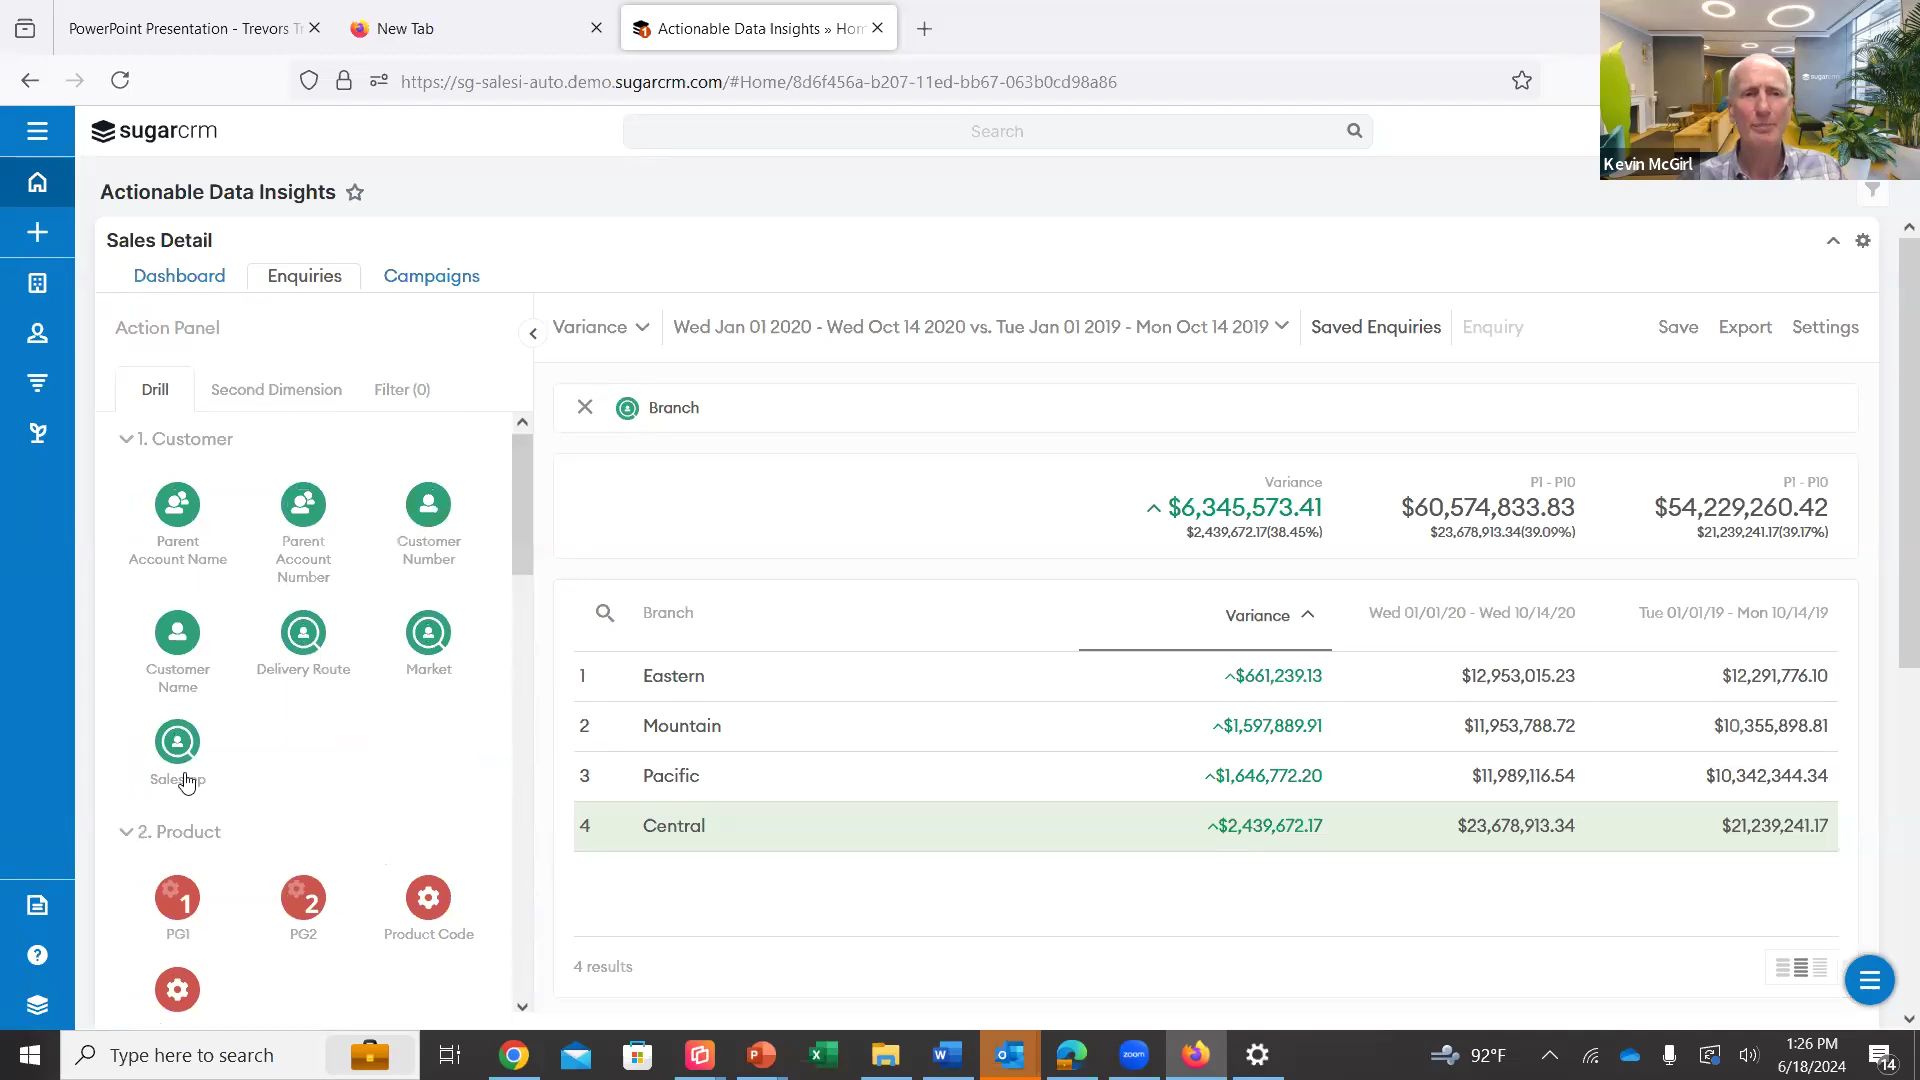 PowerPoint Presentation - Trevors Tr
New Tab
Actionable Data Insights » Hom
https://sg-salesi-auto.demo.sugarcrm.com/#Home/8d6f456a-b207-11ed-bb67-063b0cd98a86
Kevin McGirl
sugarcrm
Search
Actionable Data Insights
Sales Detail
Dashboard
Enquiries
Campaigns
Action Panel
Variance
Wed Jan 01 2020 - Wed Oct 14 2020 vs. Tue Jan 01 2019 - Mon Oct 14 2019
Saved Enquiries
Enquiry
Save
Export
Settings
Drill
Second Dimension
Filter (0)
Branch
1. Customer
Parent
Account Name
Parent
Account
Number
Customer
Number
Customer
Name
Delivery Route
Market
2. Product
1
PG1
2
PG2
Product Code
Variance
$6,345,573.41
$2,439,672.17(38.45%)
P1 - P10
$60,574,833.83
$23,678,913.34(39.09%)
P1 - P10
$54,229,260.42
$21,239,241.17(39.17%)
Branch
Variance
Wed 01/01/20 - Wed 10/14/20
Tue 01/01/19 - Mon 10/14/19
1 Eastern $661,239.13 $12,953,015.23 $12,291,776.10
2 Mountain $1,597,889.91 $11,953,788.72 $10,355,898.81
3 Pacific $1,646,772.20 $11,989,116.54 $10,342,344.34
4 Central $2,439,672.17 $23,678,913.34 $21,239,241.17
4 results
Type here to search
zoom
92°F
1:26 PM
6/18/2024
14